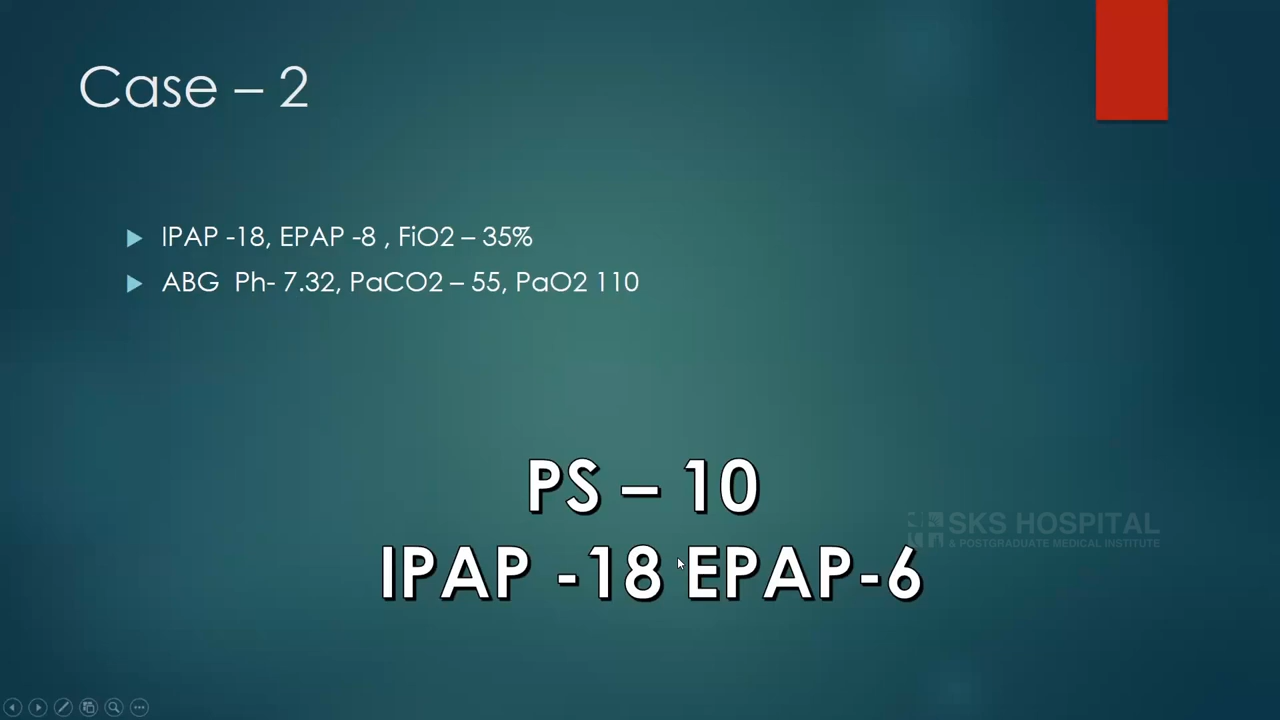 Case – 2
IPAP -18, EPAP -8 , FiO2 – 35%
ABG Ph- 7.32, PaCO2 – 55, PaO2 110
PS – 10
SKS HOSPITAL
& POSTGRADUATE MEDICAL INSTITUTE
IPAP -18 EPAP-6